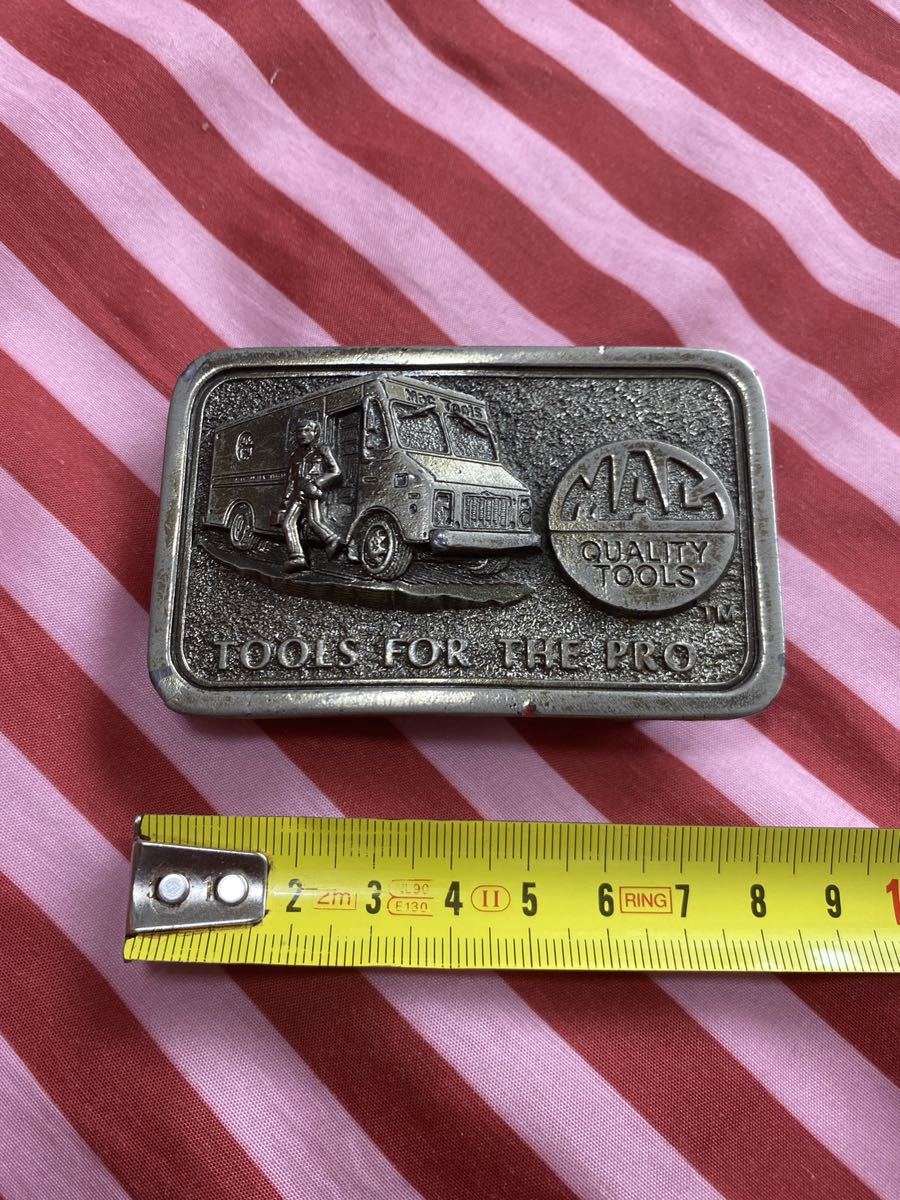 Mac Tools
MAC
QUALITY
TOOLS
TM
TOOLS FOR THE PRO
2 2m 3 4 II 5 6 RING 7 8 9 1
E130